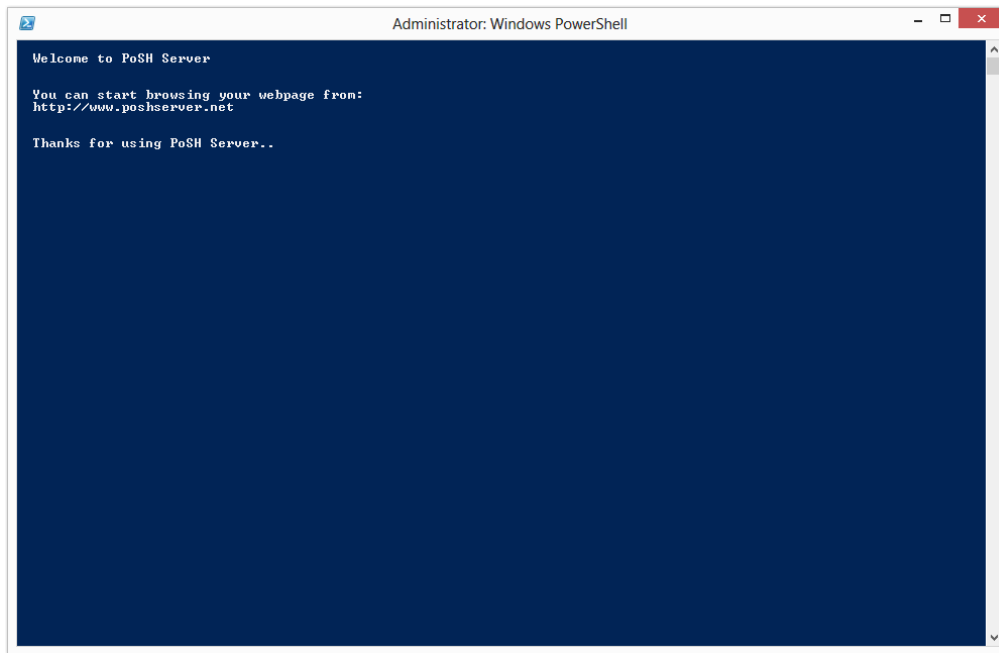 Administrator: Windows PowerShell
Welcome to PoSH Server
You can start browsing your webpage from:
http://www.poshserver.net
Thanks for using PoSH Server..